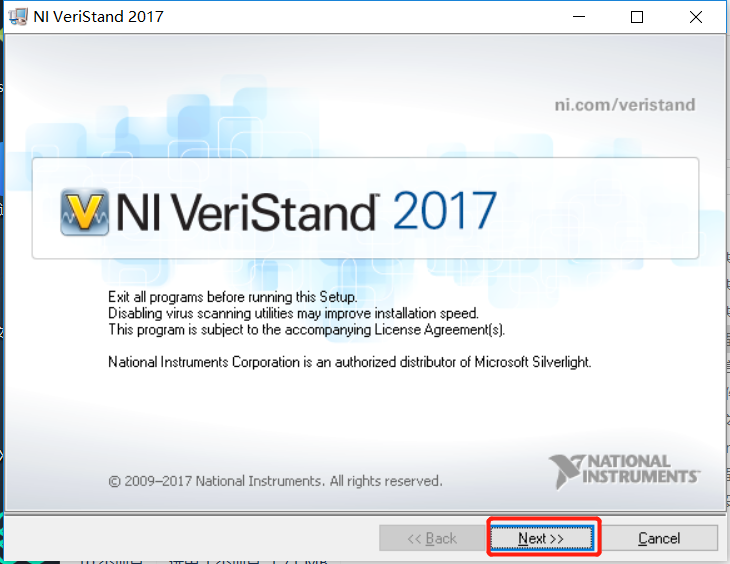 NI VeriStand 2017
ni.com/veristand
NI VeriStand™ 2017
Exit all programs before running this Setup.
Disabling virus scanning utilities may improve installation speed.
This program is subject to the accompanying License Agreement(s).
National Instruments Corporation is an authorized distributor of Microsoft Silverlight.
© 2009–2017 National Instruments. All rights reserved.
NATIONAL
INSTRUMENTS™
<< Back Next >> Cancel